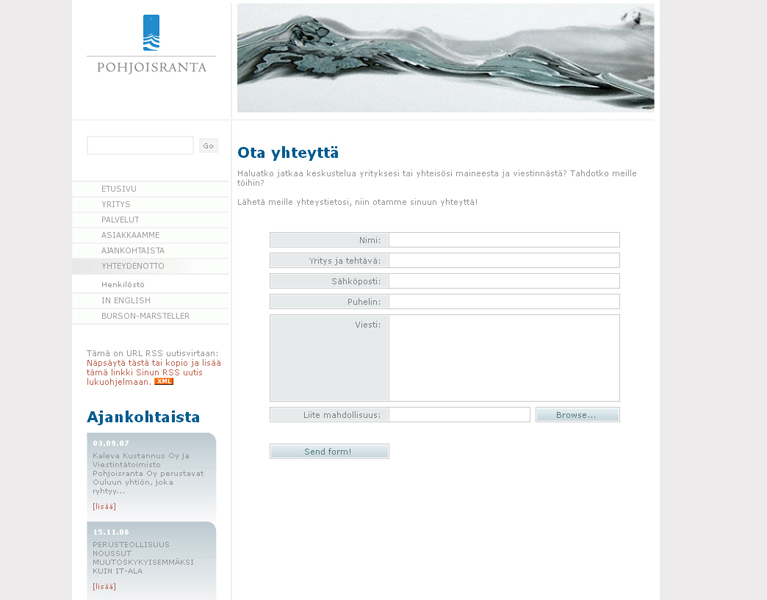 POHJOISRANTA
Go
ETUSIVU
YRITYS
PALVELUT
ASIAKKAAMME
AJANKOHTAISTA
YHTEYDENOTTO
Henkilöstö
IN ENGLISH
BURSON-MARSTELLER
Tämä on URL RSS uutisvirtaan:
Näpsäytä tästä tai kopio ja lisää
tämä linkki Sinun RSS uutis
lukuohjelmaan. XML
Ajankohtaista
03.09.07
Kaleva Kustannus Oy ja
Viestintätoimisto
Pohjoisranta Oy perustavat
Ouluun yhtiön, joka
ryhtyy...
[lisää]
15.11.06
PERUSTEOLLISUUS
NOUSSUT
MUUTOSKYKYISEMMÄKSI
KUIN IT-ALA
[lisää]
Ota yhteyttä
Haluatko jatkaa keskustelua yrityksesi tai yhteisösi maineesta ja viestinnästä? Tahdotko meille
töihin?
Lähetä meille yhteystietosi, niin otamme sinuun yhteyttä!
Nimi:
Yritys ja tehtävä:
Sähköposti:
Puhelin:
Viesti:
Liite mahdollisuus:
Browse...
Send form!